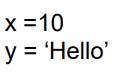 x =10
y = ‘Hello’